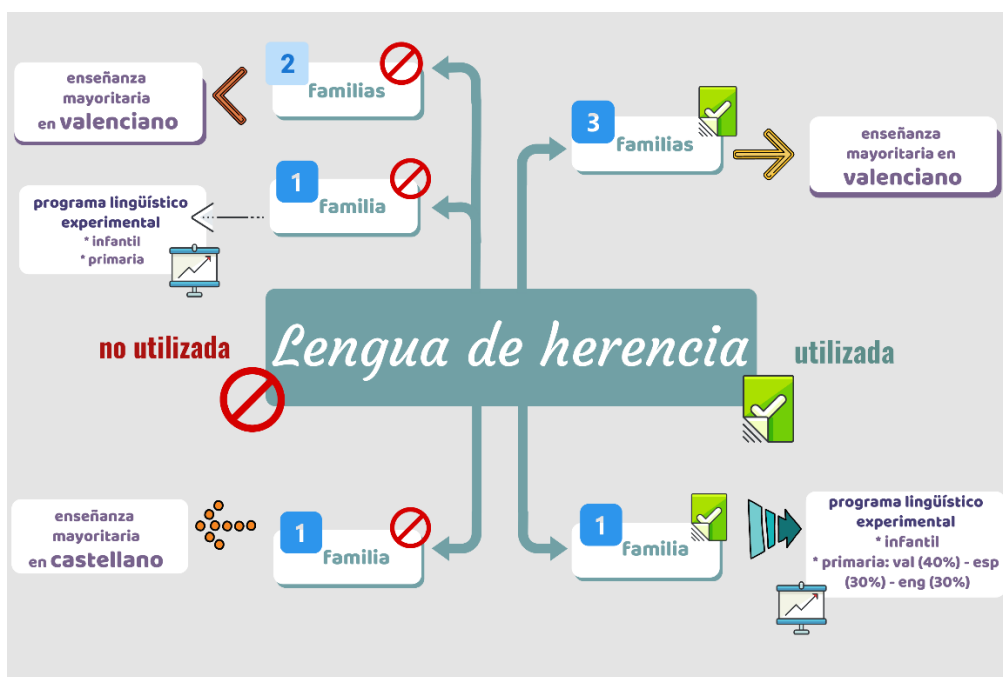 enseñanza
mayoritaria
en valenciano
2
familias
3
familias
enseñanza
mayoritaria en
valenciano
programa lingüístico
experimental
* infantil
* primaria
1
familia
no utilizada
Lengua de herencia
utilizada
enseñanza
mayoritaria
en castellano
1
familia
1
familia
programa lingüístico
experimental
* infantil
* primaria: val (40%) - esp
(30%) - eng (30%)